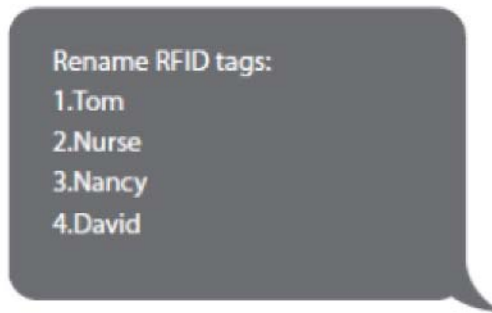 Rename RFID tags:
1.Tom
2.Nurse
3.Nancy
4.David